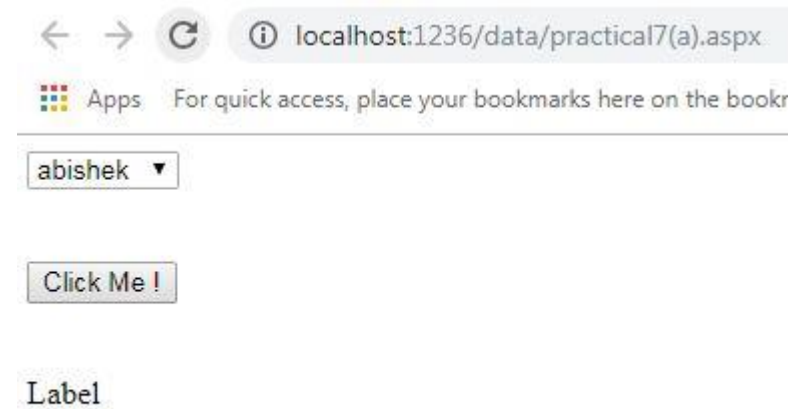 localhost:1236/data/practical7(a).aspx
Apps For quick access, place your bookmarks here on the
abishek
Click Me !
Label